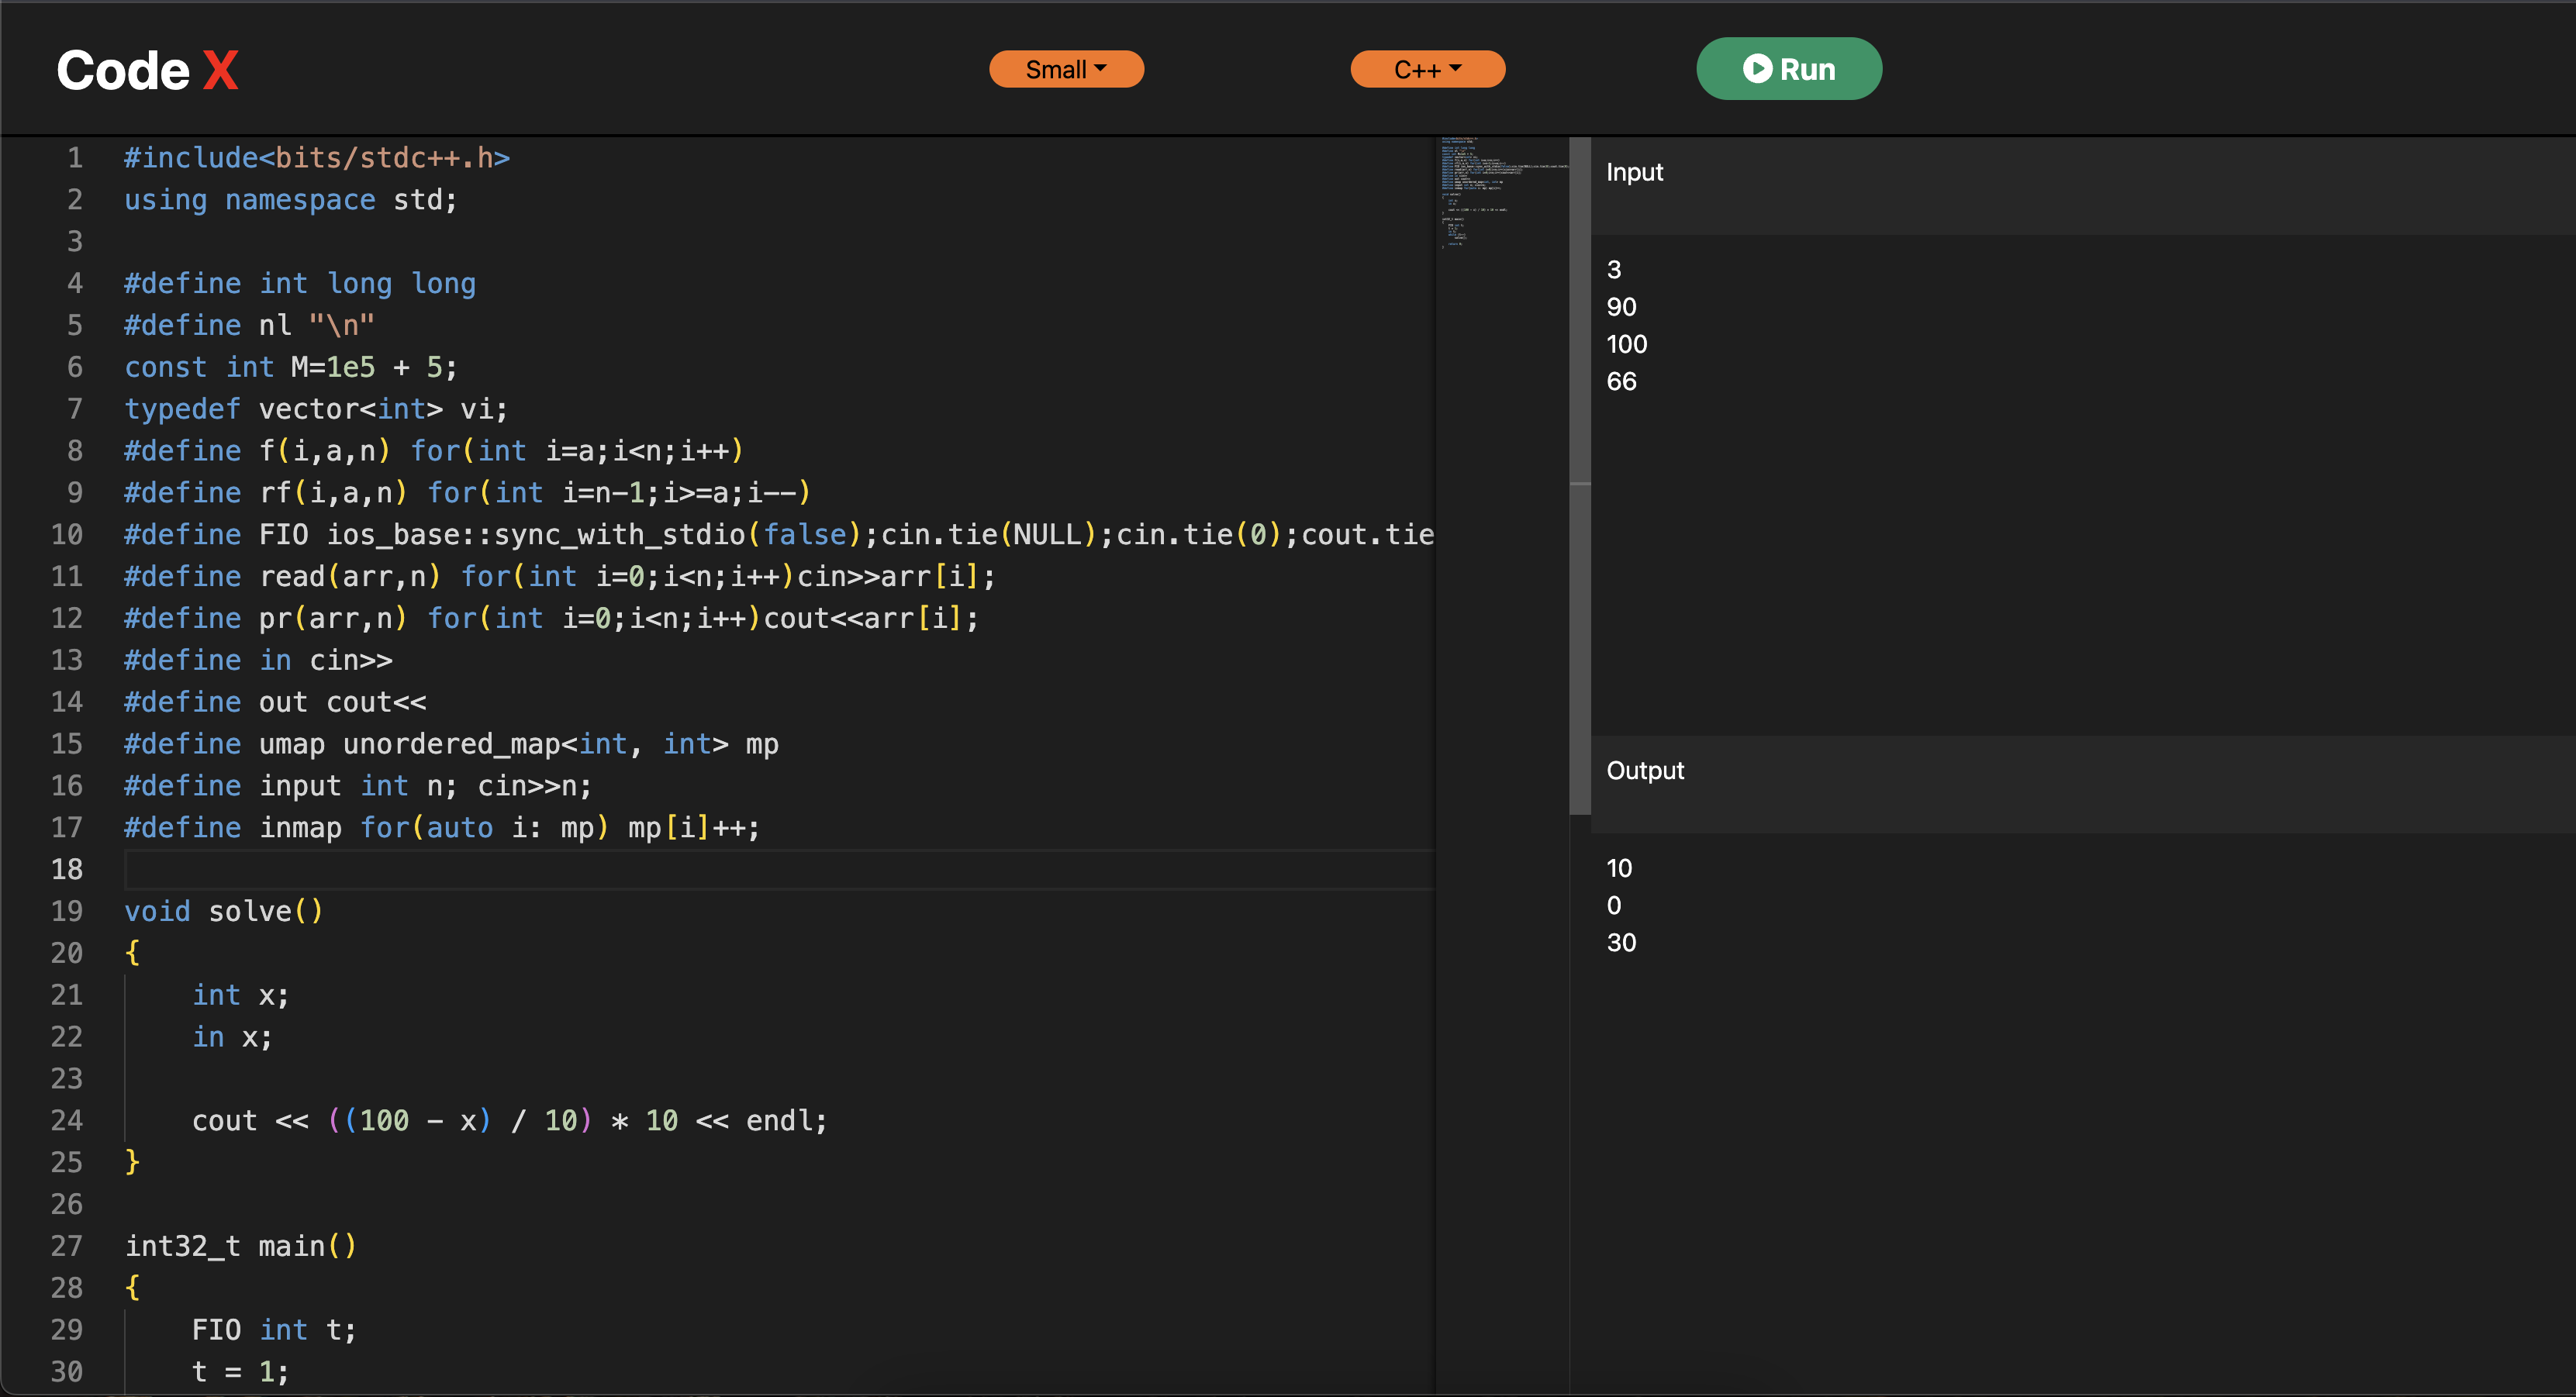 Code X
Small
C++
Run
1 #include<bits/stdc++.h>
2 using namespace std;
3
4 #define int long long
5 #define nl "\n"
6 const int M=1e5 + 5;
7 typedef vector<int> vi;
8 #define f(i,a,n) for(int i=a;i<n;i++)
9 #define rf(i,a,n) for(int i=n-1;i>=a;i--)
10 #define FIO ios_base::sync_with_stdio(false);cin.tie(NULL);cin.tie(0);cout.tie
11 #define read(arr,n) for(int i=0;i<n;i++)cin>>arr[i];
12 #define pr(arr,n) for(int i=0;i<n;i++)cout<<arr[i];
13 #define in cin>>
14 #define out cout<<
15 #define umap unordered_map<int, int> mp
16 #define input int n; cin>>n;
17 #define inmap for(auto i: mp) mp[i]++;
18
19 void solve()
20 {
21     int x;
22     in x;
23
24     cout << ((100 - x) / 10) * 10 << endl;
25 }
26
27 int32_t main()
28 {
29     FIO int t;
30     t = 1;
Input
3
90
100
66
Output
10
0
30